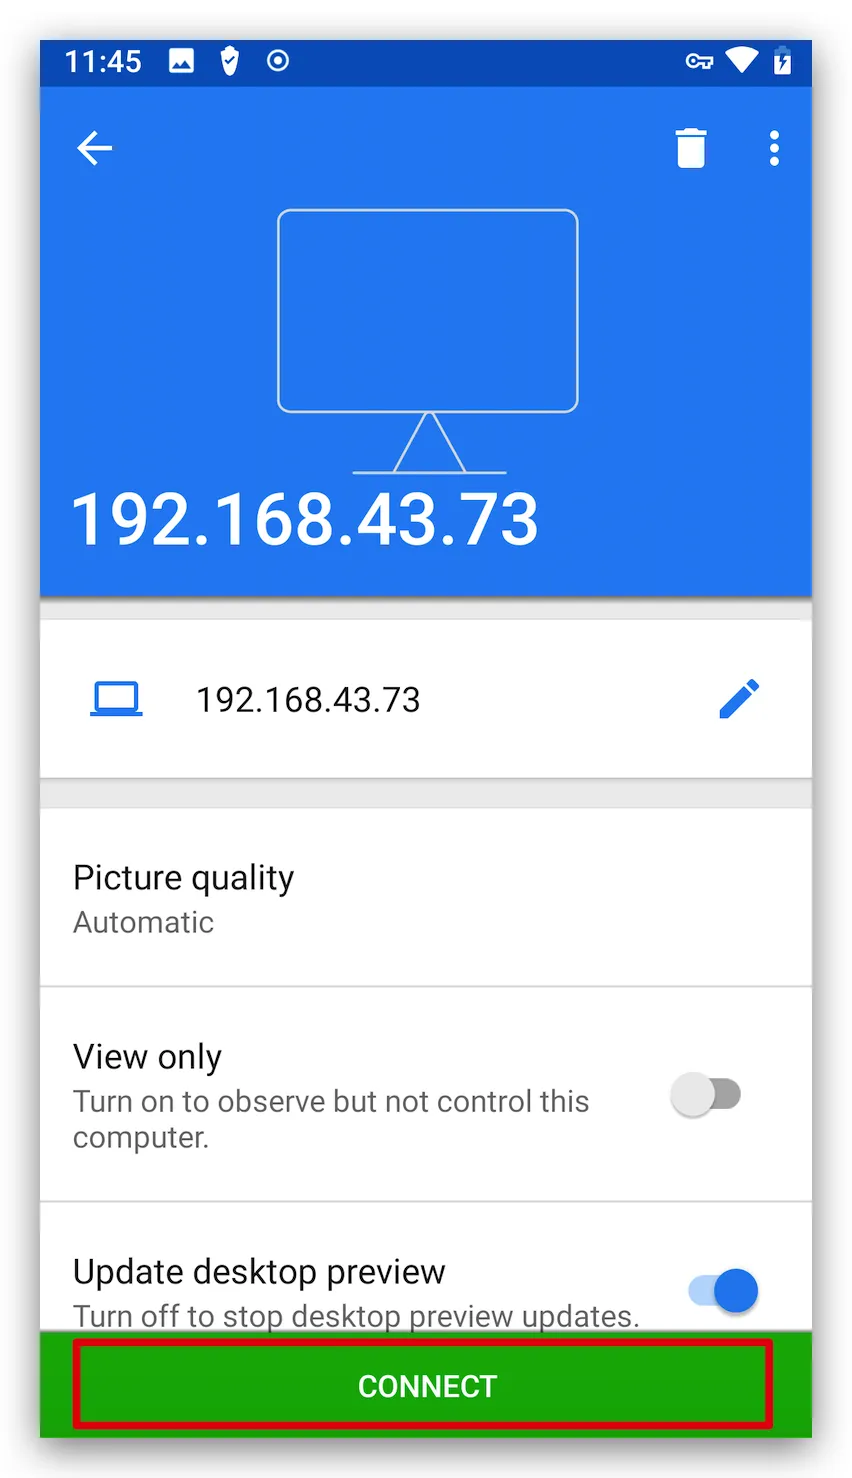 11:45
192.168.43.73
192.168.43.73
Picture quality
Automatic
View only
Turn on to observe but not control this
computer.
Update desktop preview
Turn off to stop desktop preview updates.
CONNECT